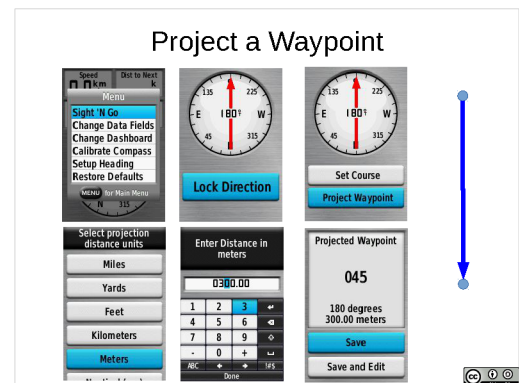 Project a Waypoint
Speed
Dist to Next
km
k
Menu
Sight 'N Go
Change Data Fields
Change Dashboard
Calibrate Compass
Setup Heading
Restore Defaults
MENU for Main Menu
N 315
135 225
E 180° W
45 315
Lock Direction
135 225
E 180° W
45 315
Set Course
Project Waypoint
Select projection
distance units
Miles
Yards
Feet
Kilometers
Meters
Enter Distance in
meters
0300.00
1 2 3
4 5 6
7 8 9
- 0 +
ABC !#$
Done
Projected Waypoint
045
180 degrees
300.00 meters
Save
Save and Edit
cc